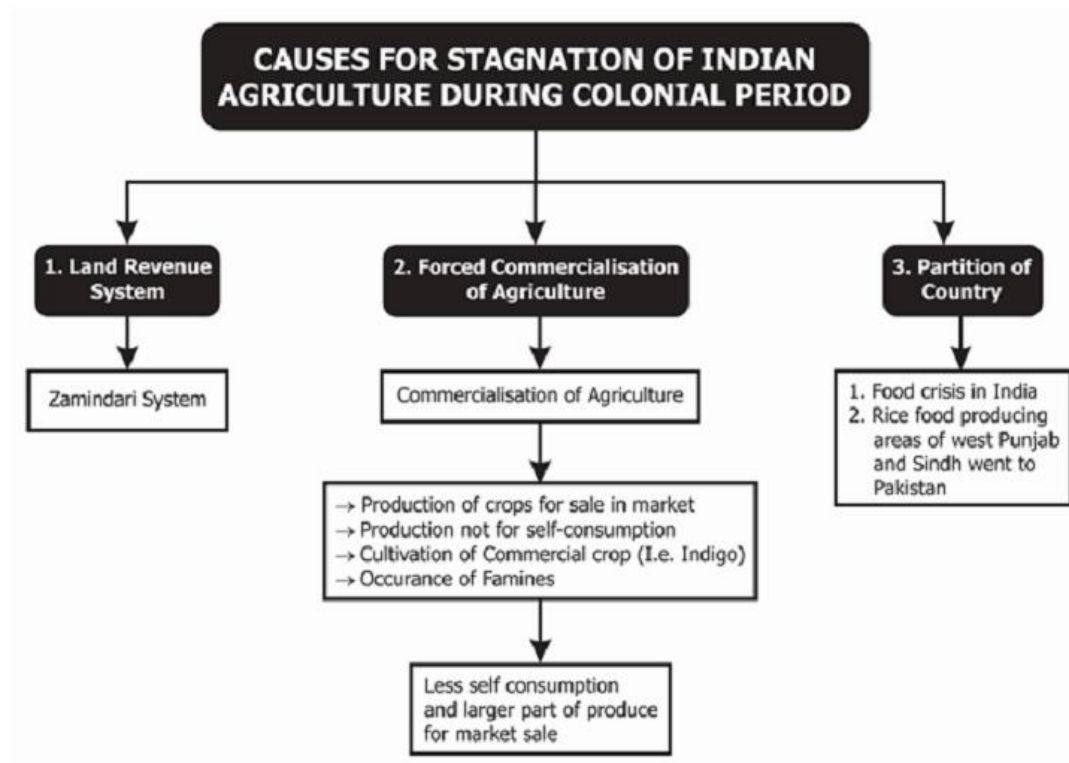 CAUSES FOR STAGNATION OF INDIAN
AGRICULTURE DURING COLONIAL PERIOD
1. Land Revenue
System
Zamindari System
2. Forced Commercialisation
of Agriculture
Commercialisation of Agriculture
→ Production of crops for sale in market
→ Production not for self-consumption
→ Cultivation of Commercial crop (I.e. Indigo)
→ Occurance of Famines
Less self consumption
and larger part of produce
for market sale
3. Partition of
Country
1. Food crisis in India
2. Rice food producing
areas of west Punjab
and Sindh went to
Pakistan